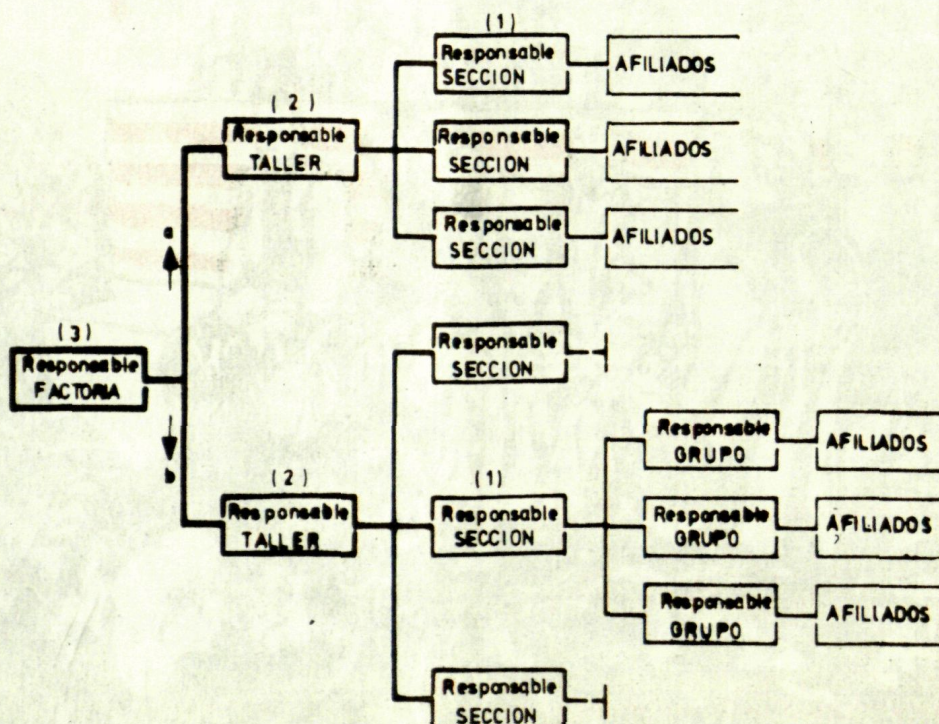 (1)
Responsable
SECCION
AFILIADOS
(2)
Responsable
TALLER
Responsable
SECCION
AFILIADOS
Responsable
SECCION
AFILIADOS
a
(3)
Responsable
FACTORIA
b
Responsable
SECCION
(2)
Responsable
TALLER
(1)
Responsable
SECCION
Responsable
GRUPO
AFILIADOS
Responsable
GRUPO
AFILIADOS
Responsable
GRUPO
AFILIADOS
Responsable
SECCION